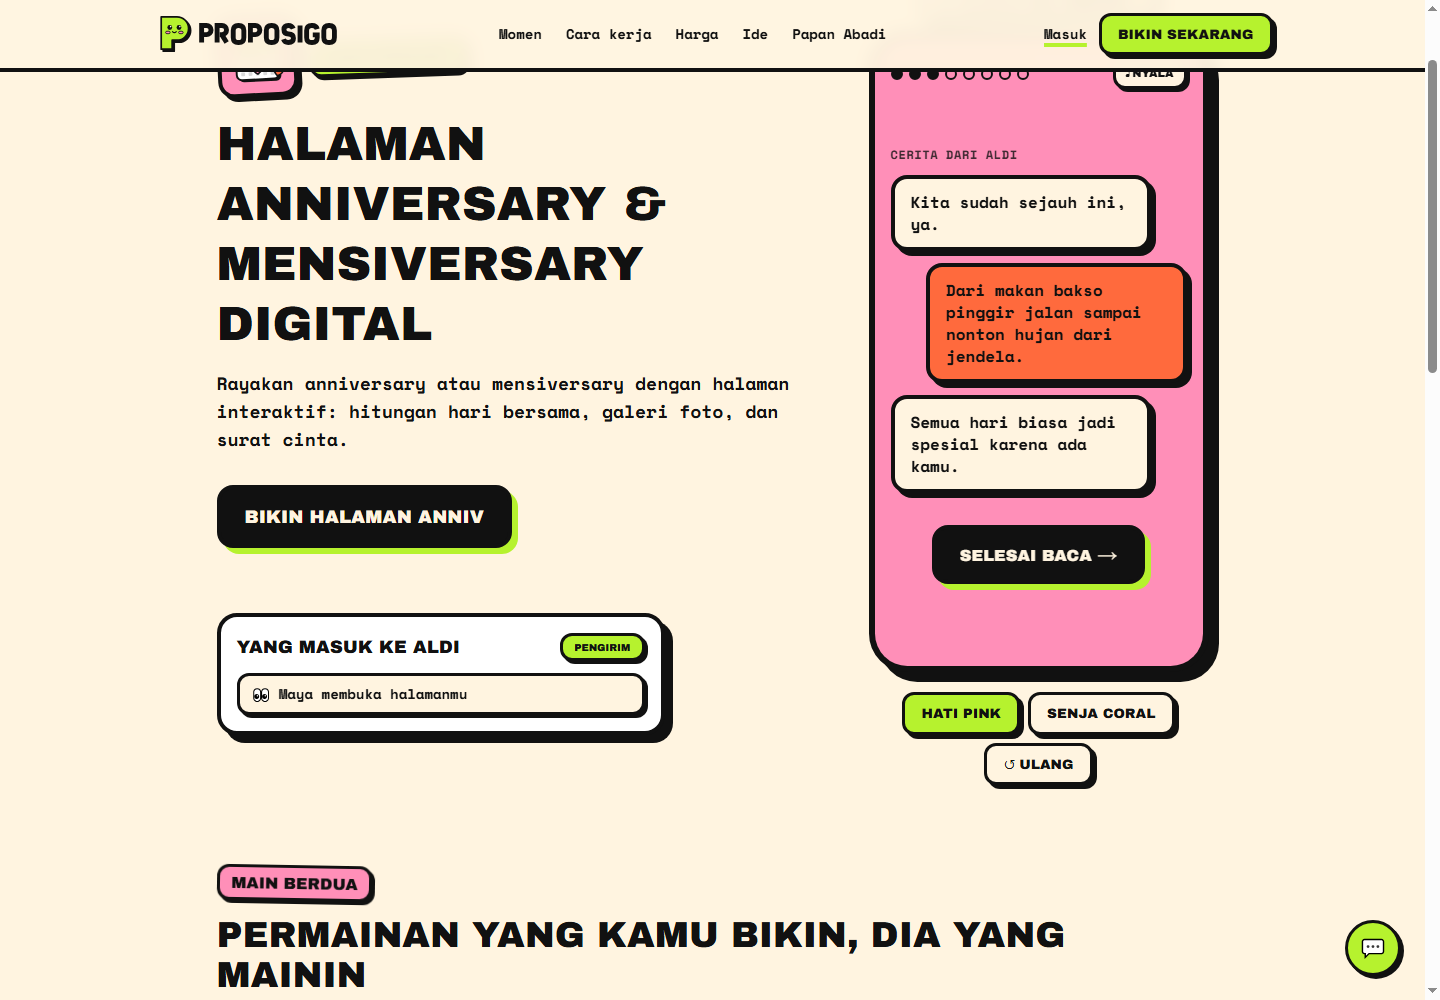 PROPOSIGO
Momen
Cara kerja
Harga
Ide
Papan Abadi
Masuk
BIKIN SEKARANG
HALAMAN
ANNIVERSARY &
MENSIVERSARY
DIGITAL
Rayakan anniversary atau mensiversary dengan halaman
interaktif: hitungan hari bersama, galeri foto, dan
surat cinta.
BIKIN HALAMAN ANNIV
YANG MASUK KE ALDI
PENGIRIM
👀 Maya membuka halamanmu
♪ NYALA
CERITA DARI ALDI
Kita sudah sejauh ini,
ya.
Dari makan bakso
pinggir jalan sampai
nonton hujan dari
jendela.
Semua hari biasa jadi
spesial karena ada
kamu.
SELESAI BACA →
HATI PINK
SENJA CORAL
↺ ULANG
MAIN BERDUA
PERMAINAN YANG KAMU BIKIN, DIA YANG
MAININ